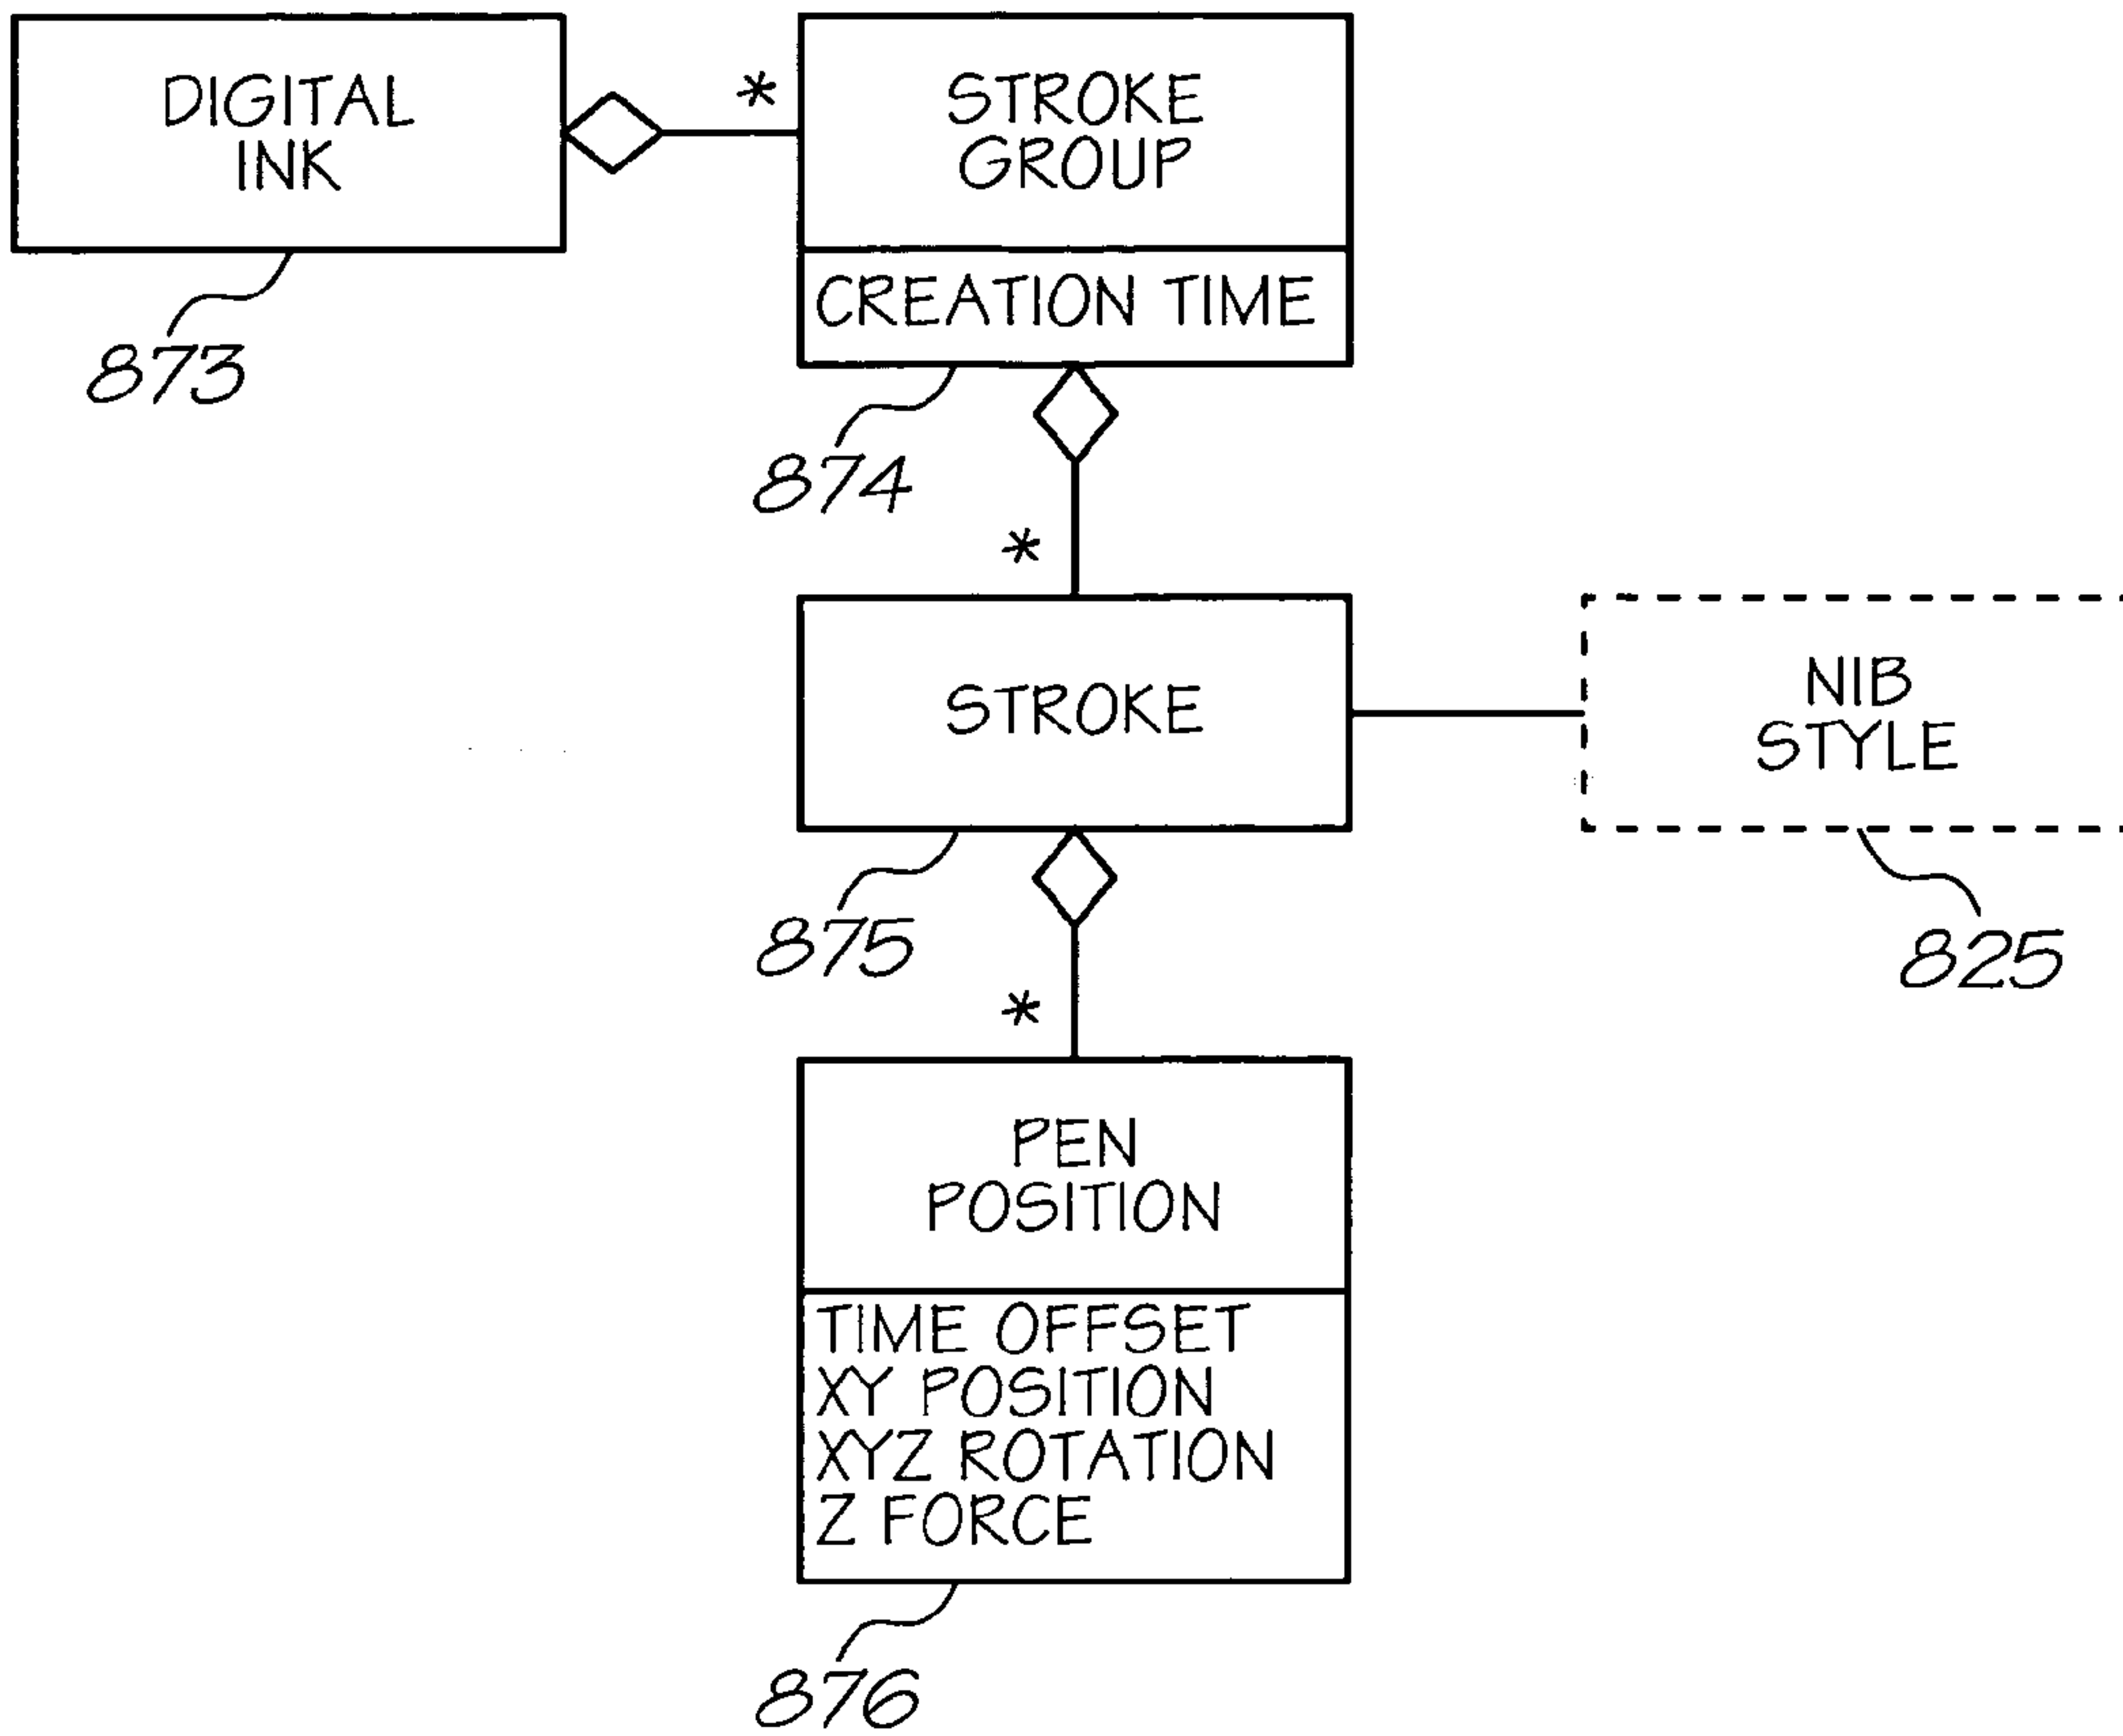 DIGITAL
INK
*
STROKE
GROUP
CREATION TIME
873
874
*
STROKE
NIB
STYLE
875
825
*
PEN
POSITION
TIME OFFSET
XY POSITION
XYZ ROTATION
Z FORCE
876